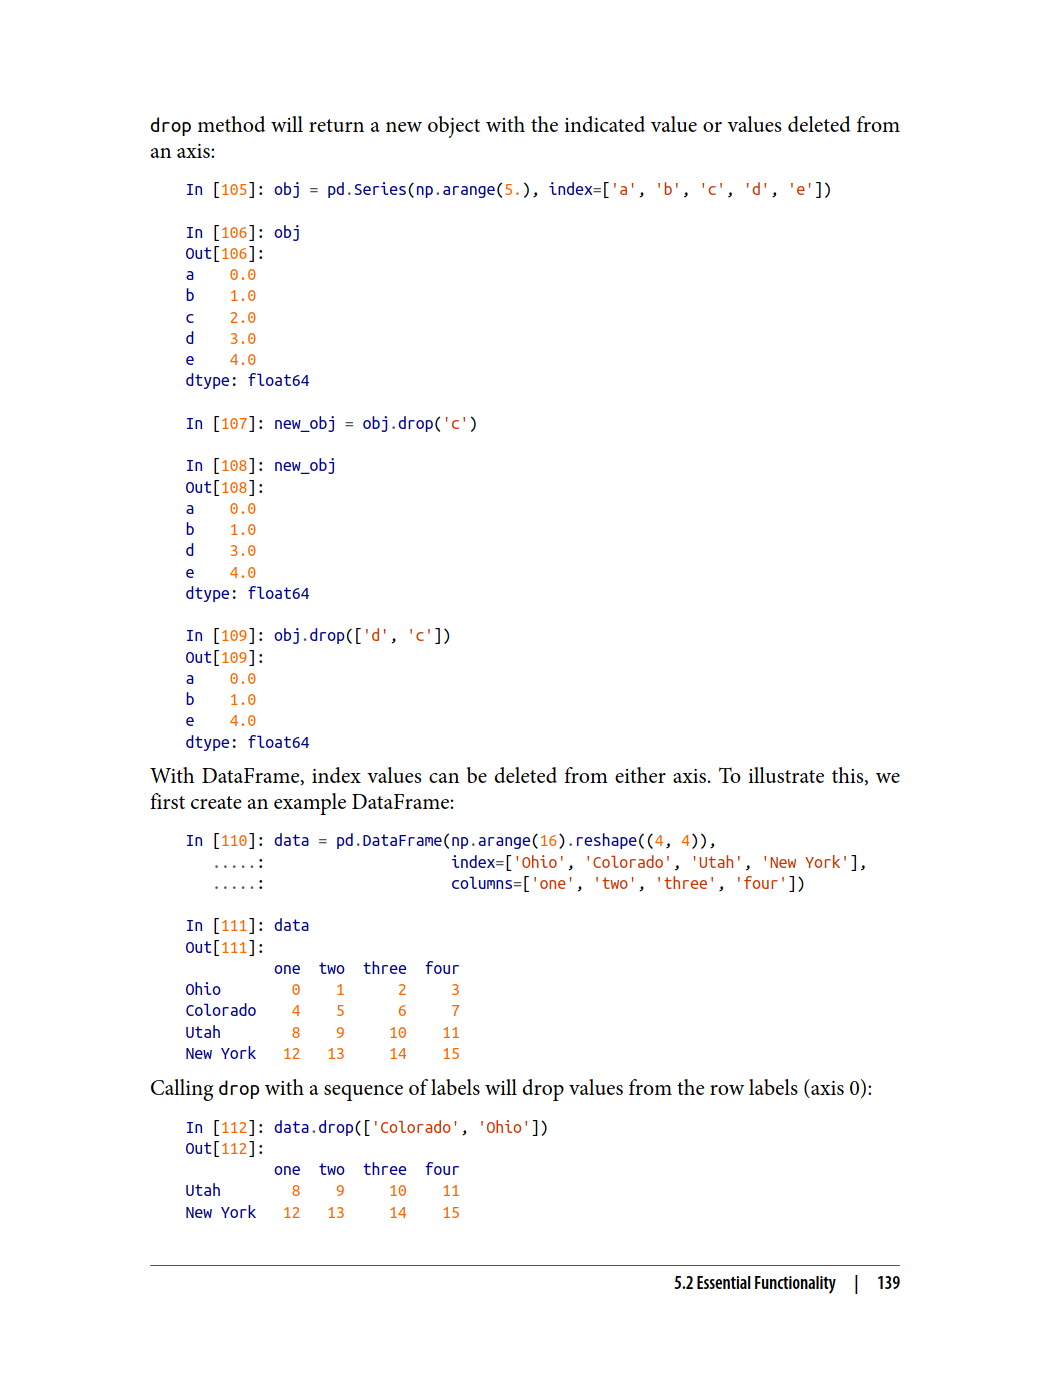 drop method will return a new object with the indicated value or values deleted from
an axis:
In [105]: obj = pd.Series(np.arange(5.), index=['a', 'b', 'c', 'd', 'e'])
In [106]: obj
Out[106]:
a    0.0
b    1.0
c    2.0
d    3.0
e    4.0
dtype: float64
In [107]: new_obj = obj.drop('c')
In [108]: new_obj
Out[108]:
a    0.0
b    1.0
d    3.0
e    4.0
dtype: float64
In [109]: obj.drop(['d', 'c'])
Out[109]:
a    0.0
b    1.0
e    4.0
dtype: float64
With DataFrame, index values can be deleted from either axis. To illustrate this, we
first create an example DataFrame:
In [110]: data = pd.DataFrame(np.arange(16).reshape((4, 4)),
   .....:                     index=['Ohio', 'Colorado', 'Utah', 'New York'],
   .....:                     columns=['one', 'two', 'three', 'four'])
In [111]: data
Out[111]:
          one  two  three  four
Ohio        0    1      2     3
Colorado    4    5      6     7
Utah        8    9     10    11
New York   12   13     14    15
Calling drop with a sequence of labels will drop values from the row labels (axis 0):
In [112]: data.drop(['Colorado', 'Ohio'])
Out[112]:
          one  two  three  four
Utah        8    9     10    11
New York   12   13     14    15
5.2 Essential Functionality | 139